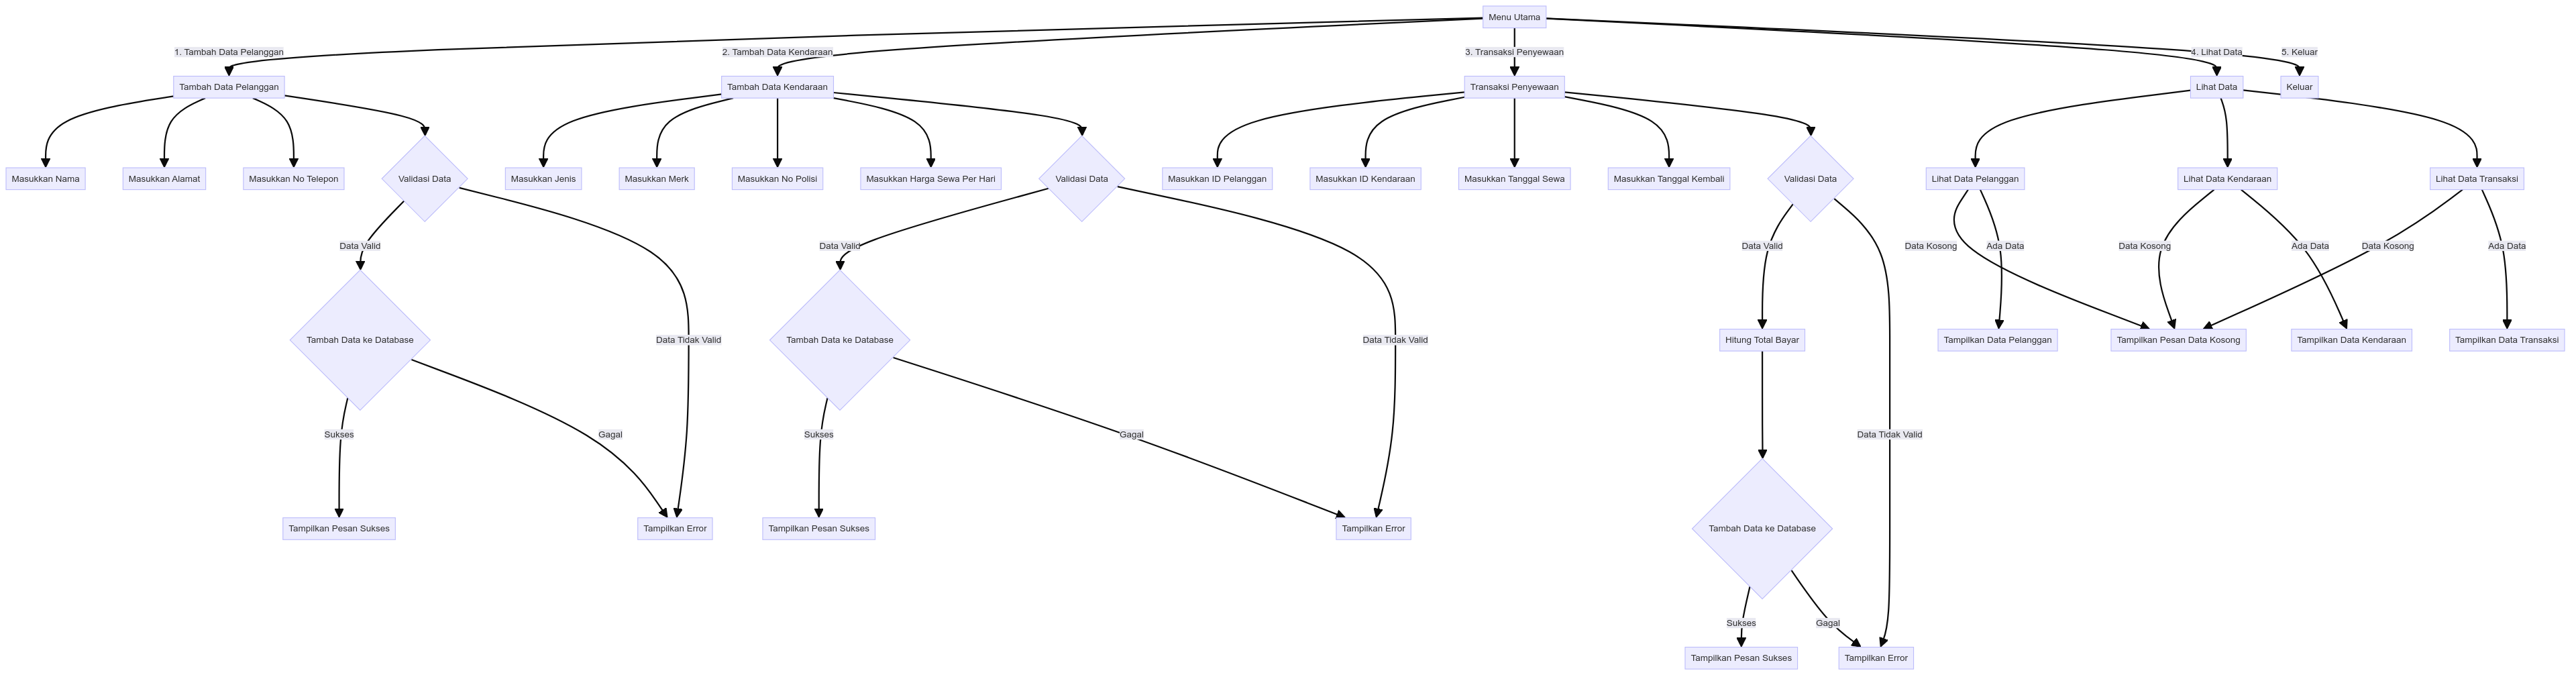 Menu Utama
1. Tambah Data Pelanggan
2. Tambah Data Kendaraan
3. Transaksi Penyewaan
4. Lihat Data
5. Keluar
Tambah Data Pelanggan
Tambah Data Kendaraan
Transaksi Penyewaan
Lihat Data
Keluar
Masukkan Nama
Masukkan Alamat
Masukkan No Telepon
Validasi Data
Masukkan Jenis
Masukkan Merk
Masukkan No Polisi
Masukkan Harga Sewa Per Hari
Validasi Data
Masukkan ID Pelanggan
Masukkan ID Kendaraan
Masukkan Tanggal Sewa
Masukkan Tanggal Kembali
Validasi Data
Lihat Data Pelanggan
Lihat Data Kendaraan
Lihat Data Transaksi
Data Valid
Data Valid
Data Valid
Data Kosong
Ada Data
Data Kosong
Ada Data
Data Kosong
Ada Data
Tambah Data ke Database
Data Tidak Valid
Tambah Data ke Database
Data Tidak Valid
Hitung Total Bayar
Tampilkan Data Pelanggan
Tampilkan Pesan Data Kosong
Tampilkan Data Kendaraan
Tampilkan Data Transaksi
Sukses
Gagal
Sukses
Gagal
Data Tidak Valid
Tampilkan Pesan Sukses
Tampilkan Error
Tampilkan Pesan Sukses
Tampilkan Error
Tambah Data ke Database
Sukses
Gagal
Tampilkan Pesan Sukses
Tampilkan Error